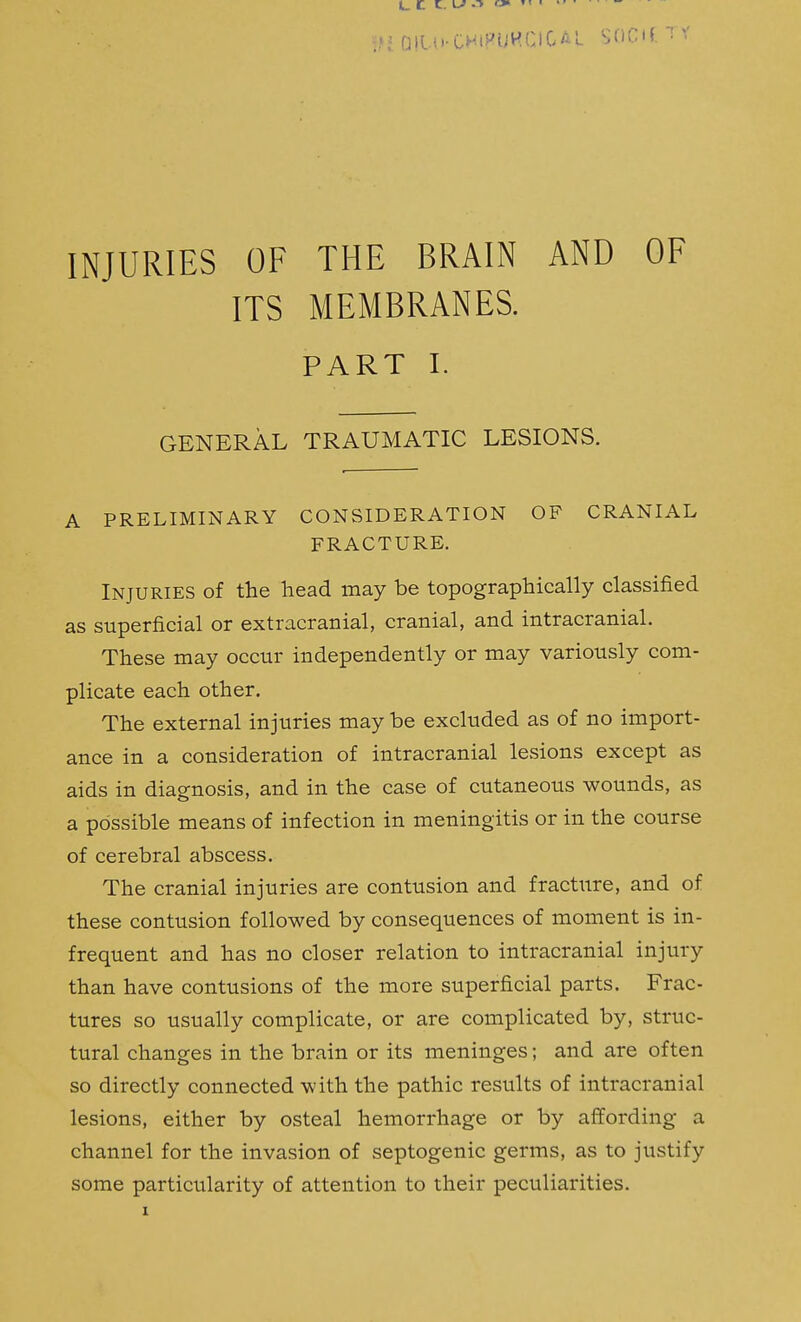 LEEDS &
MEDICO-CHIRURGICAL SOCIETY
INJURIES OF THE BRAIN AND OF
ITS MEMBRANES.
PART I.
GENERAL TRAUMATIC LESIONS.
A PRELIMINARY CONSIDERATION OF CRANIAL
FRACTURE.
Injuries of the head may be topographically classified
as superficial or extracranial, cranial, and intracranial.
These may occur independently or may variously com-
plicate each other.
The external injuries may be excluded as of no import-
ance in a consideration of intracranial lesions except as
aids in diagnosis, and in the case of cutaneous wounds, as
a possible means of infection in meningitis or in the course
of cerebral abscess.
The cranial injuries are contusion and fracture, and of
these contusion followed by consequences of moment is in-
frequent and has no closer relation to intracranial injury
than have contusions of the more superficial parts. Frac-
tures so usually complicate, or are complicated by, struc-
tural changes in the brain or its meninges; and are often
so directly connected with the pathic results of intracranial
lesions, either by osteal hemorrhage or by affording a
channel for the invasion of septogenic germs, as to justify
some particularity of attention to their peculiarities.
1